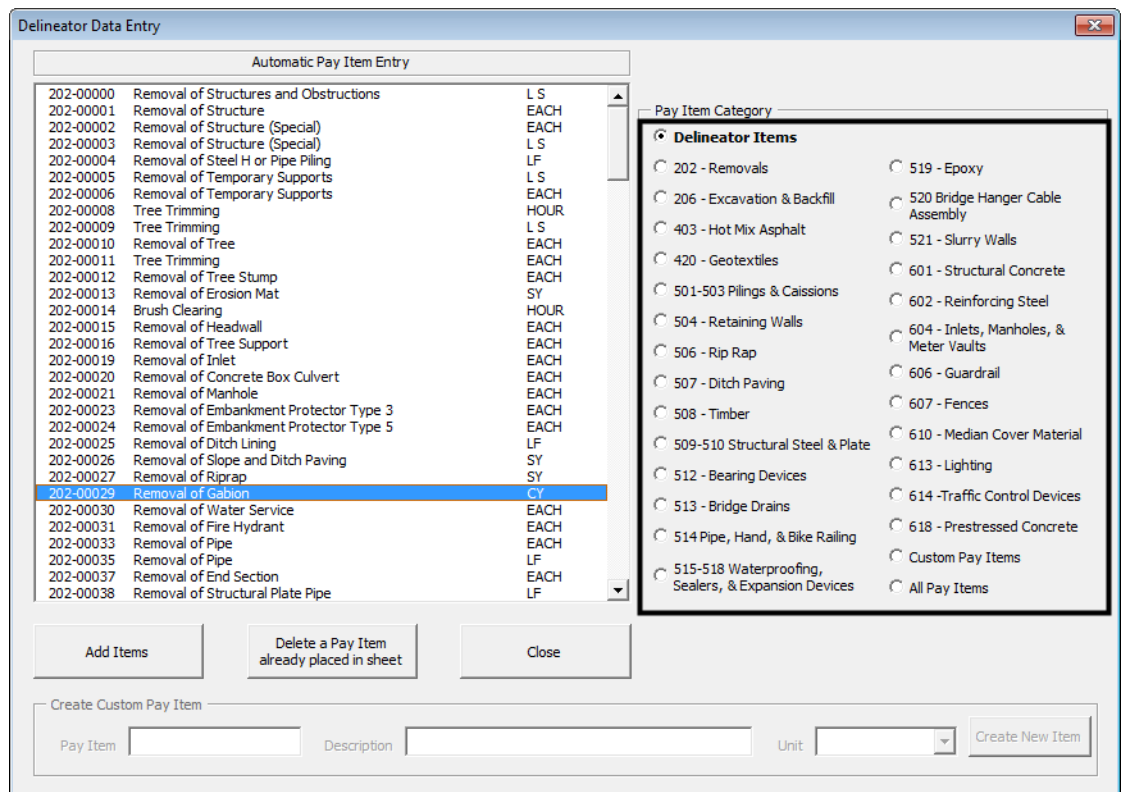 Delineator Data Entry
Automatic Pay Item Entry
202-00000 Removal of Structures and Obstructions L S
202-00001 Removal of Structure EACH
202-00002 Removal of Structure (Special) EACH
202-00003 Removal of Structure (Special) L S
202-00004 Removal of Steel H or Pipe Piling LF
202-00005 Removal of Temporary Supports L S
202-00006 Removal of Temporary Supports EACH
202-00008 Tree Trimming HOUR
202-00009 Tree Trimming L S
202-00010 Removal of Tree EACH
202-00011 Tree Trimming EACH
202-00012 Removal of Tree Stump EACH
202-00013 Removal of Erosion Mat SY
202-00014 Brush Clearing HOUR
202-00015 Removal of Headwall EACH
202-00016 Removal of Tree Support EACH
202-00019 Removal of Inlet EACH
202-00020 Removal of Concrete Box Culvert EACH
202-00021 Removal of Manhole EACH
202-00023 Removal of Embankment Protector Type 3 EACH
202-00024 Removal of Embankment Protector Type 5 EACH
202-00025 Removal of Ditch Lining LF
202-00026 Removal of Slope and Ditch Paving SY
202-00027 Removal of Riprap SY
202-00029 Removal of Gabion CY
202-00030 Removal of Water Service EACH
202-00031 Removal of Fire Hydrant EACH
202-00033 Removal of Pipe EACH
202-00035 Removal of Pipe LF
202-00037 Removal of End Section EACH
202-00038 Removal of Structural Plate Pipe LF
Pay Item Category
Delineator Items
202 - Removals
206 - Excavation & Backfill
403 - Hot Mix Asphalt
420 - Geotextiles
501-503 Pilings & Caissions
504 - Retaining Walls
506 - Rip Rap
507 - Ditch Paving
508 - Timber
509-510 Structural Steel & Plate
512 - Bearing Devices
513 - Bridge Drains
514 Pipe, Hand, & Bike Railing
515-518 Waterproofing,
Sealers, & Expansion Devices
519 - Epoxy
520 Bridge Hanger Cable
Assembly
521 - Slurry Walls
601 - Structural Concrete
602 - Reinforcing Steel
604 - Inlets, Manholes, &
Meter Vaults
606 - Guardrail
607 - Fences
610 - Median Cover Material
613 - Lighting
614 -Traffic Control Devices
618 - Prestressed Concrete
Custom Pay Items
All Pay Items
Add Items
Delete a Pay Item
already placed in sheet
Close
Create Custom Pay Item
Pay Item
Description
Unit
Create New Item